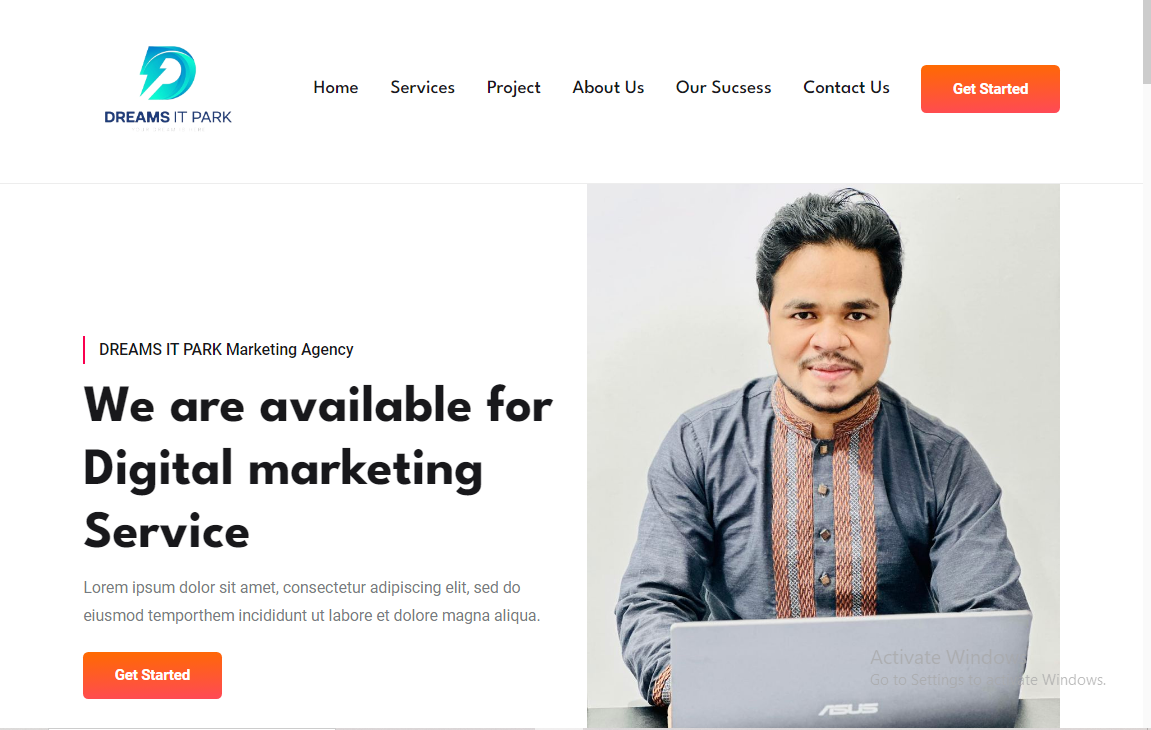 DREAMS IT PARK
Home
Services
Project
About Us
Our Sucsess
Contact Us
Get Started
DREAMS IT PARK Marketing Agency
We are available for
Digital marketing
Service
Lorem ipsum dolor sit amet, consectetur adipiscing elit, sed do
eiusmod temporthem incididunt ut labore et dolore magna aliqua.
Get Started
Activate Windows
Go to Settings to activate Windows.
ASUS